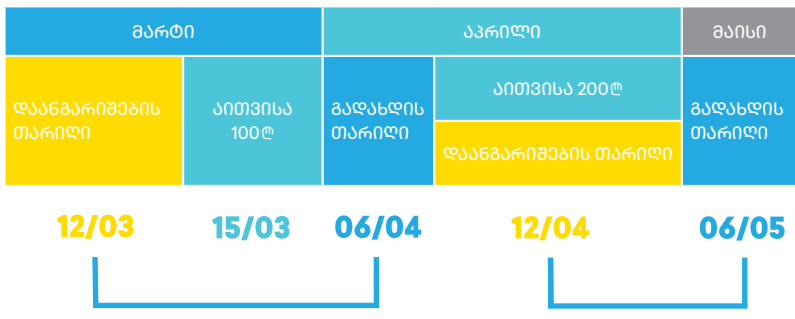 მარტი
აპრილი
მაისი
დაანგარიშების
თარიღი
აითვისა
100₾
გადახდის
თარიღი
აითვისა 200₾
დაანგარიშების თარიღი
გადახდის
თარიღი
12/03
15/03
06/04
12/04
06/05